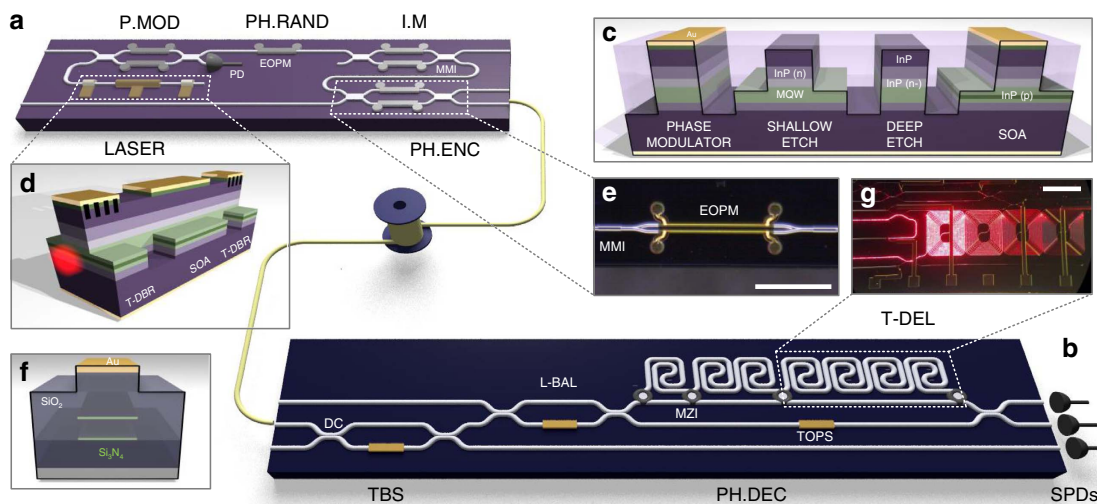 a
P.MOD
PH.RAND
I.M
PD
EOPM
MMI
LASER
PH.ENC
c
Au
InP (n)
MQW
InP
InP (n-)
InP (p)
PHASE
MODULATOR
SHALLOW
ETCH
DEEP
ETCH
SOA
d
T-DBR
SOA
T-DBR
e
EOPM
MMI
g
T-DEL
f
Au
SiO₂
Si₃N₄
b
L-BAL
DC
MZI
TOPS
TBS
PH.DEC
SPDs